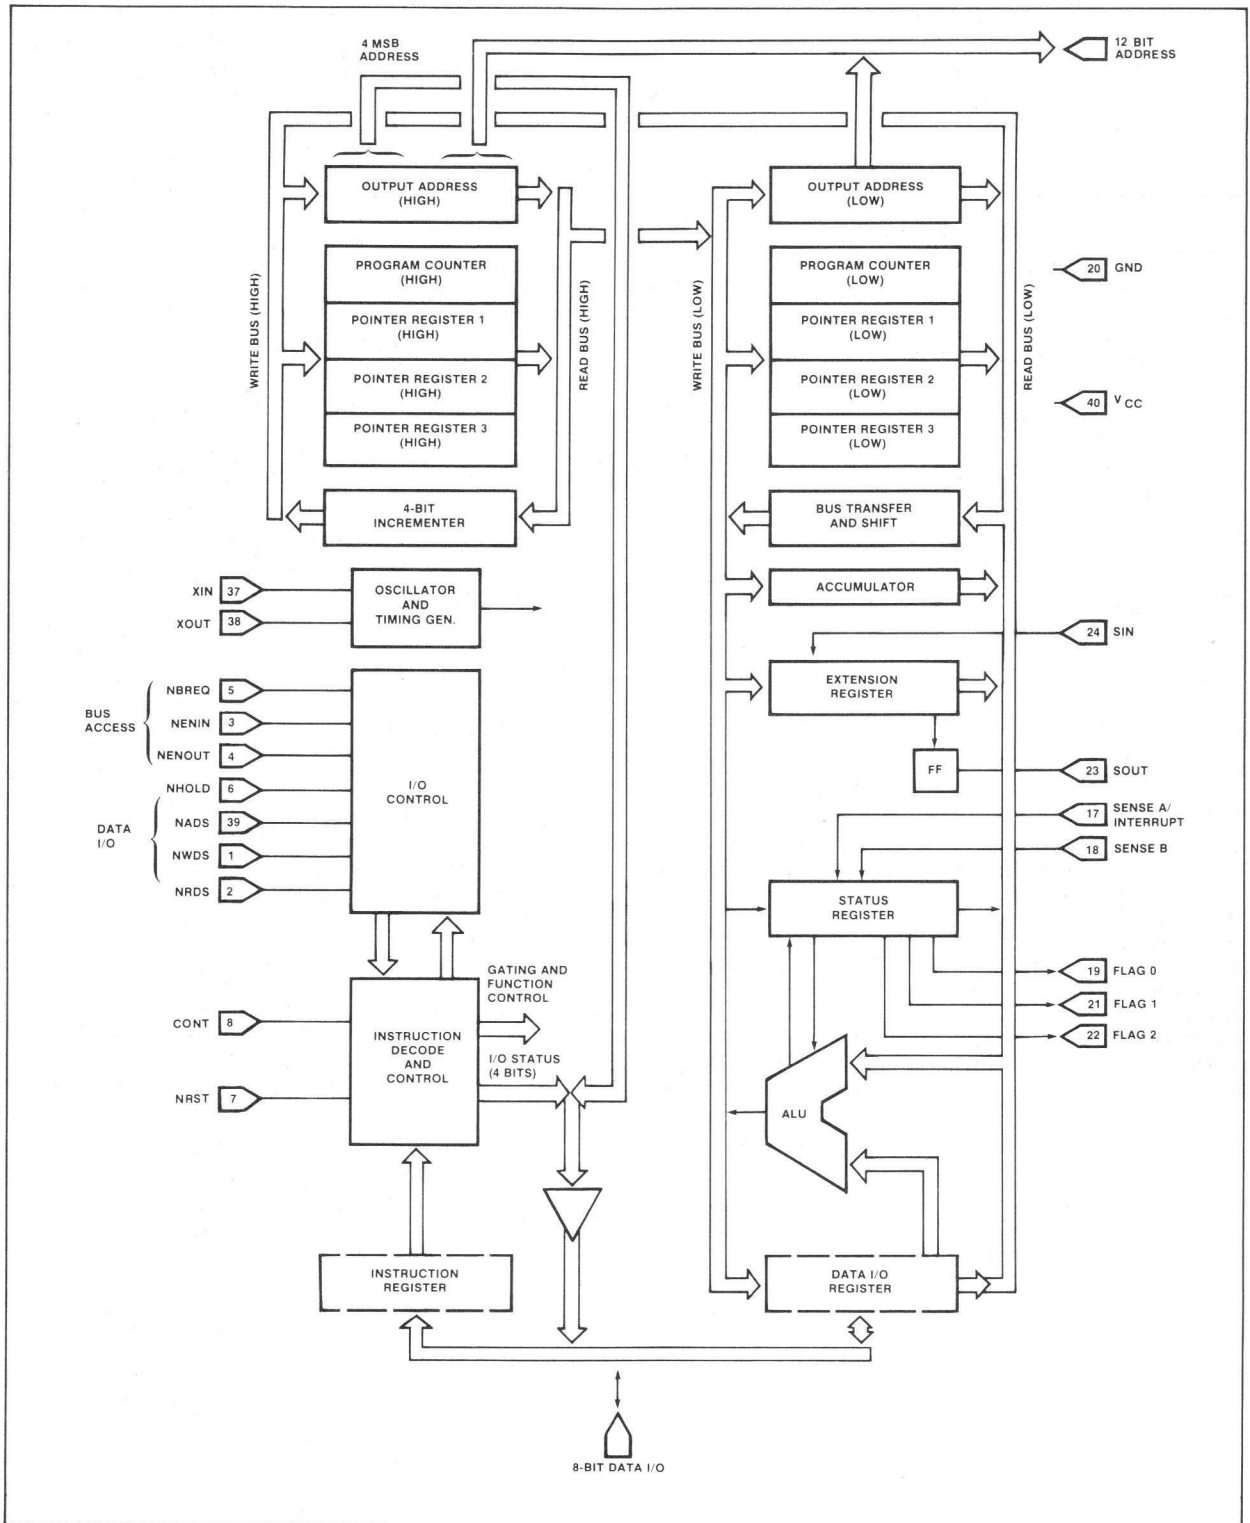 4 MSB
ADDRESS
12 BIT
ADDRESS
OUTPUT ADDRESS
(HIGH)
OUTPUT ADDRESS
(LOW)
PROGRAM COUNTER
(HIGH)
POINTER REGISTER 1
(HIGH)
POINTER REGISTER 2
(HIGH)
POINTER REGISTER 3
(HIGH)
WRITE BUS (HIGH)
READ BUS (HIGH)
4-BIT
INCREMENTER
PROGRAM COUNTER
(LOW)
POINTER REGISTER 1
(LOW)
POINTER REGISTER 2
(LOW)
POINTER REGISTER 3
(LOW)
WRITE BUS (LOW)
READ BUS (LOW)
20 GND
40 VCC
BUS TRANSFER
AND SHIFT
ACCUMULATOR
XIN 37
XOUT 38
OSCILLATOR
AND
TIMING GEN.
24 SIN
EXTENSION
REGISTER
FF
23 SOUT
BUS
ACCESS
NBREQ 5
NENIN 3
NENOUT 4
NHOLD 6
DATA
I/O
NADS 39
NWDS 1
NRDS 2
I/O
CONTROL
17 SENSE A/
INTERRUPT
18 SENSE B
STATUS
REGISTER
19 FLAG 0
21 FLAG 1
22 FLAG 2
GATING AND
FUNCTION
CONTROL
CONT 8
NRST 7
INSTRUCTION
DECODE
AND
CONTROL
I/O STATUS
(4 BITS)
ALU
INSTRUCTION
REGISTER
DATA I/O
REGISTER
8-BIT DATA I/O